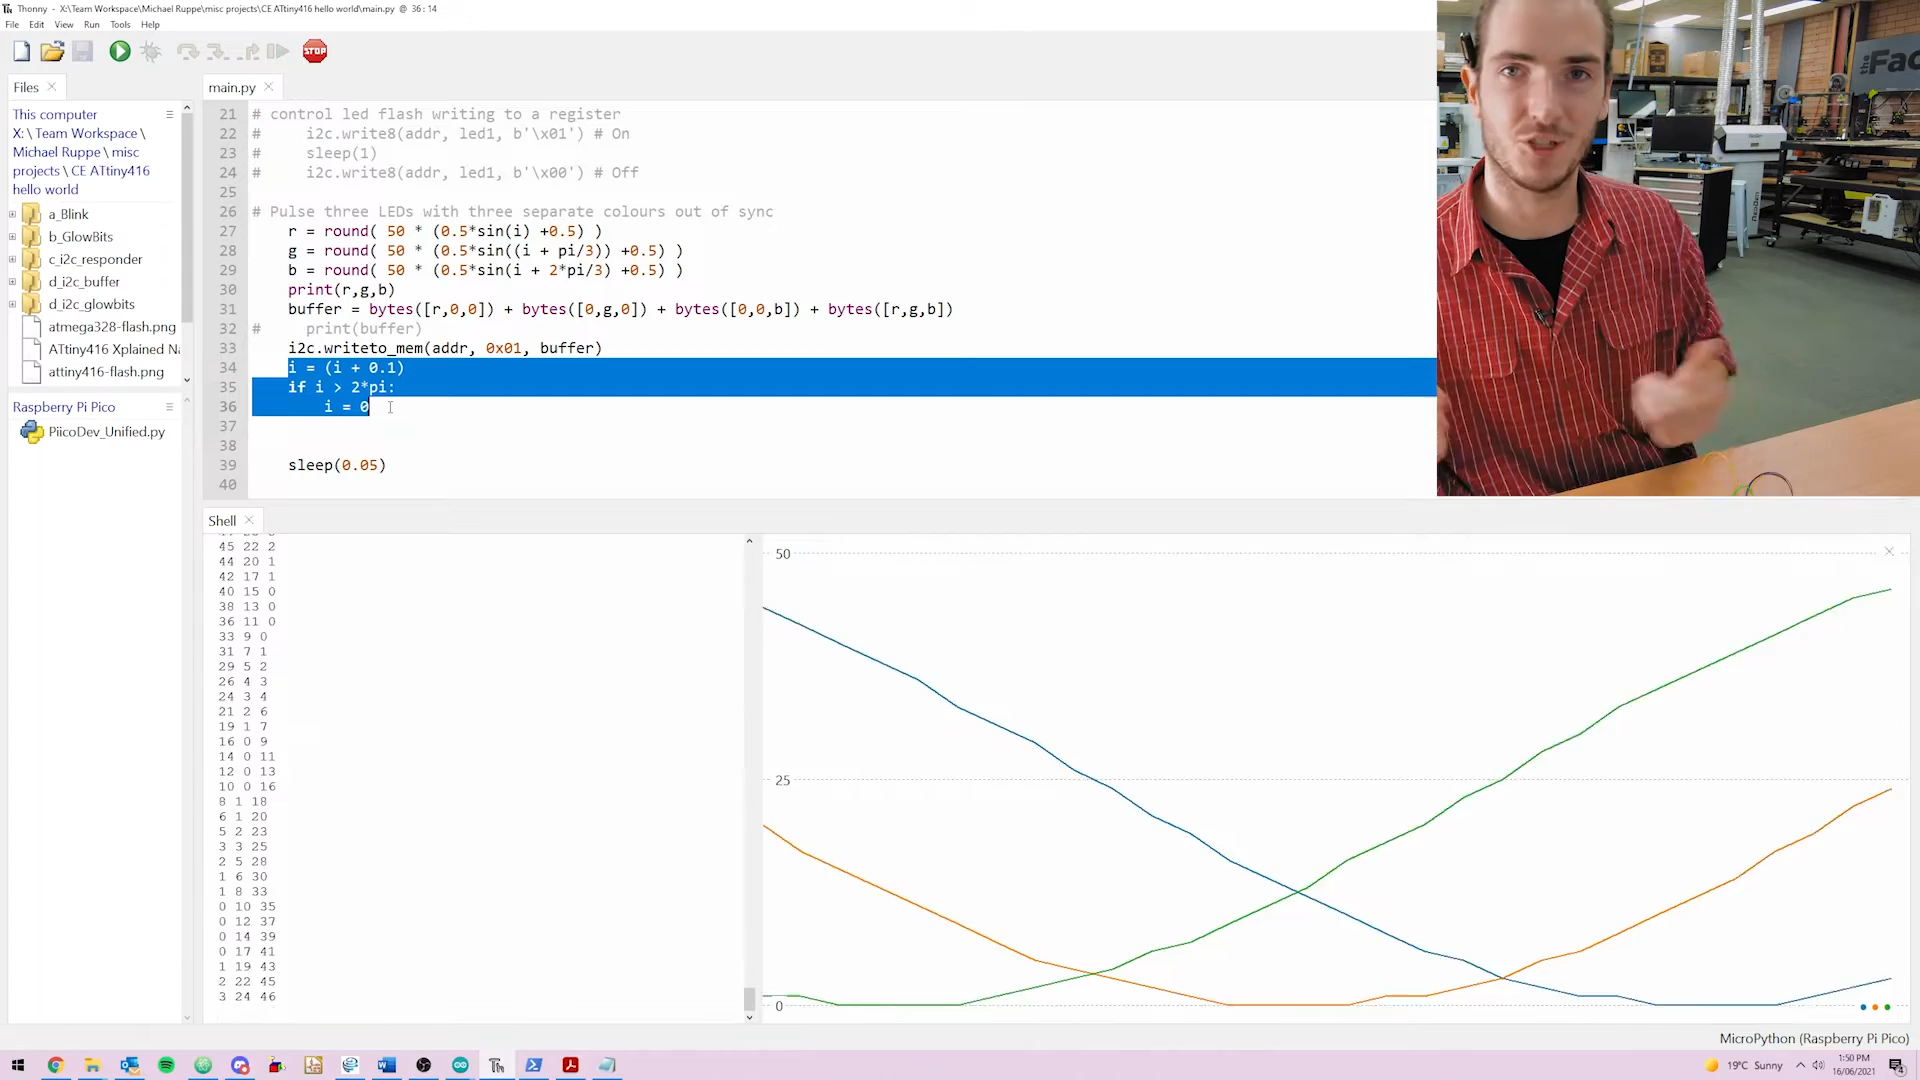 Thonny - X:\Team Workspace\Michael Ruppe\misc projects\CE ATtiny416 hello world\main.py @ 36 : 14
File Edit View Run Tools Help
STOP
Files
main.py
This computer
X: \ Team Workspace \
Michael Ruppe \ misc
projects \ CE ATtiny416
hello world
a_Blink
b_GlowBits
c_i2c_responder
d_i2c_buffer
d_i2c_glowbits
atmega328-flash.png
ATtiny416 Xplained Na
attiny416-flash.png
Raspberry Pi Pico
PiicoDev_Unified.py
21 # control led flash writing to a register
22 #     i2c.write8(addr, led1, b'\x01') # On
23 #     sleep(1)
24 #     i2c.write8(addr, led1, b'\x00') # Off
25
26 # Pulse three LEDs with three separate colours out of sync
27     r = round( 50 * (0.5*sin(i) +0.5) )
28     g = round( 50 * (0.5*sin((i + pi/3)) +0.5) )
29     b = round( 50 * (0.5*sin(i + 2*pi/3) +0.5) )
30     print(r,g,b)
31     buffer = bytes([r,0,0]) + bytes([0,g,0]) + bytes([0,0,b]) + bytes([r,g,b])
32 #     print(buffer)
33     i2c.writeto_mem(addr, 0x01, buffer)
34     i = (i + 0.1)
35     if i > 2*pi:
36         i = 0
37
38
39     sleep(0.05)
40
Shell
45 22 2
44 20 1
42 17 1
40 15 0
38 13 0
36 11 0
33 9 0
31 7 1
29 5 2
26 4 3
24 3 4
21 2 6
19 1 7
16 0 9
14 0 11
12 0 13
10 0 16
8 1 18
6 1 20
5 2 23
3 3 25
2 5 28
1 6 30
1 8 33
0 10 35
0 12 37
0 14 39
0 17 41
1 19 43
2 22 45
3 24 46
50
25
0
the Fac
MicroPython (Raspberry Pi Pico)
19°C Sunny
1:50 PM
16/06/2021
4